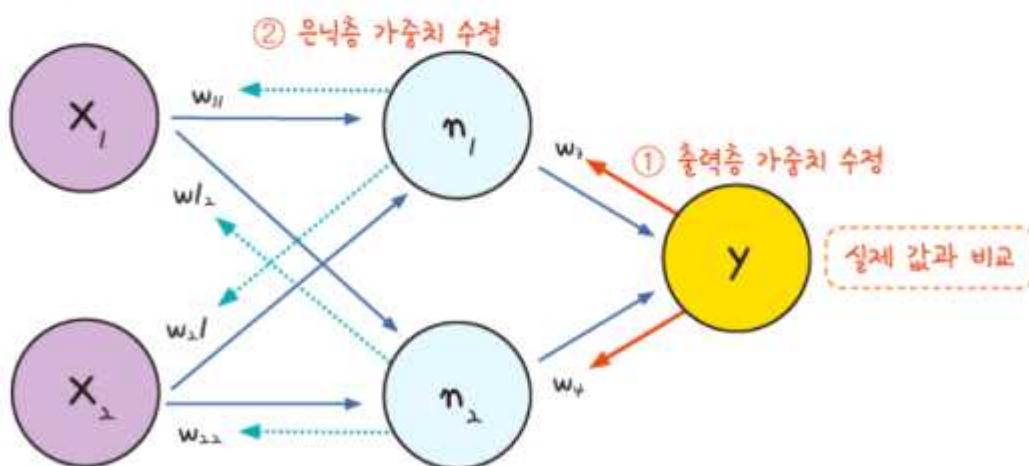 ② 은닉층 가중치 수정
w₁₁
x₁
n₁
w₃
① 출력층 가중치 수정
w₁₂
y
실제 값과 비교
w₂₁
x₂
n₂
w₄
w₂₂